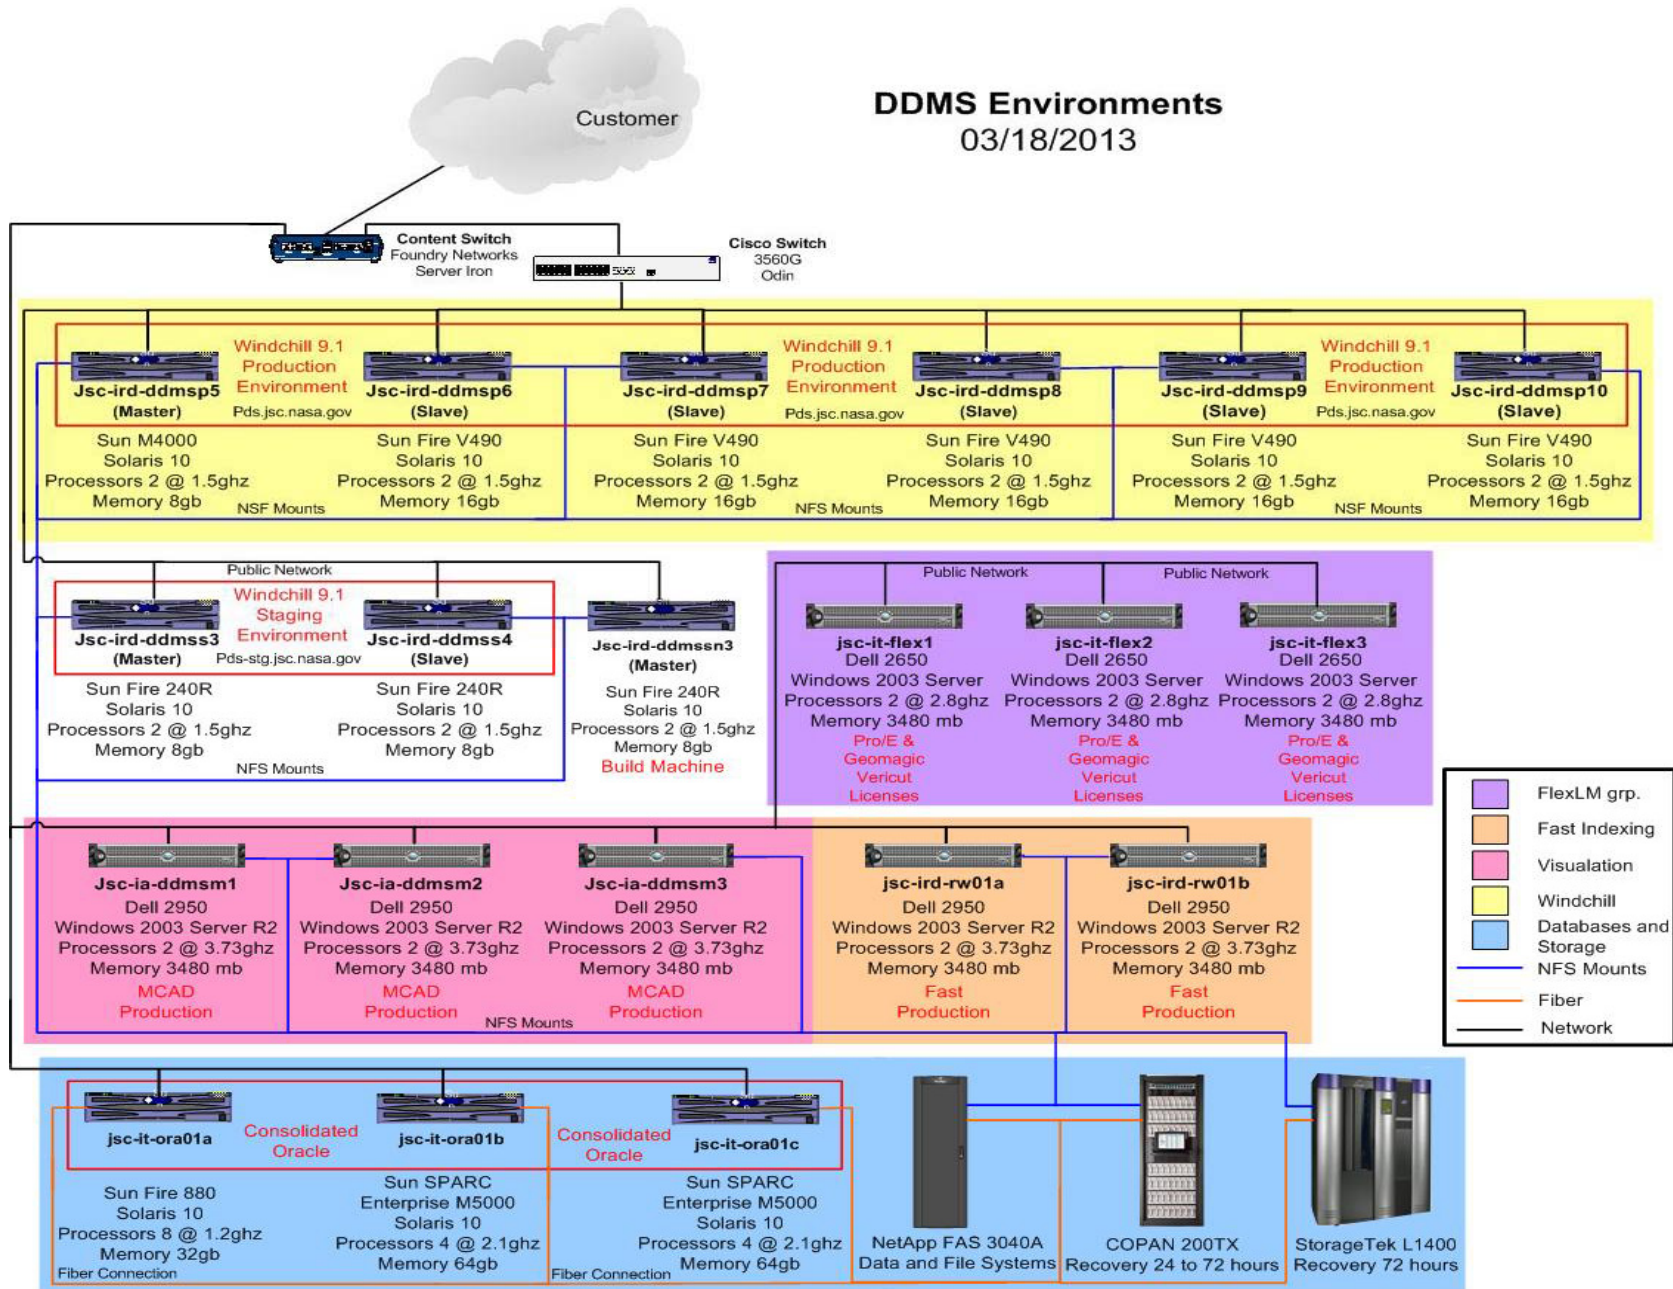 Customer
DDMS Environments
03/18/2013
Content Switch
Foundry Networks
Server Iron
Cisco Switch
3560G
Odin
Jsc-ird-ddmsp5
(Master)
Windchill 9.1
Production
Environment
Pds.jsc.nasa.gov
Jsc-ird-ddmsp6
(Slave)
Jsc-ird-ddmsp7
(Slave)
Windchill 9.1
Production
Environment
Pds.jsc.nasa.gov
Jsc-ird-ddmsp8
(Slave)
Jsc-ird-ddmsp9
(Slave)
Windchill 9.1
Production
Environment
Pds.jsc.nasa.gov
Jsc-ird-ddmsp10
(Slave)
Sun M4000
Solaris 10
Processors 2 @ 1.5ghz
Memory 8gb
NSF Mounts
Sun Fire V490
Solaris 10
Processors 2 @ 1.5ghz
Memory 16gb
Sun Fire V490
Solaris 10
Processors 2 @ 1.5ghz
Memory 16gb
NFS Mounts
Sun Fire V490
Solaris 10
Processors 2 @ 1.5ghz
Memory 16gb
Sun Fire V490
Solaris 10
Processors 2 @ 1.5ghz
Memory 16gb
NSF Mounts
Sun Fire V490
Solaris 10
Processors 2 @ 1.5ghz
Memory 16gb
Public Network
Jsc-ird-ddmss3
(Master)
Windchill 9.1
Staging
Environment
Pds-stg.jsc.nasa.gov
Jsc-ird-ddmss4
(Slave)
Jsc-ird-ddmssn3
(Master)
Sun Fire 240R
Solaris 10
Processors 2 @ 1.5ghz
Memory 8gb
Sun Fire 240R
Solaris 10
Processors 2 @ 1.5ghz
Memory 8gb
Sun Fire 240R
Solaris 10
Processors 2 @ 1.5ghz
Memory 8gb
Build Machine
NFS Mounts
Public Network
Public Network
jsc-it-flex1
Dell 2650
Windows 2003 Server
Processors 2 @ 2.8ghz
Memory 3480 mb
Pro/E &
Geomagic
Vericut
Licenses
jsc-it-flex2
Dell 2650
Windows 2003 Server
Processors 2 @ 2.8ghz
Memory 3480 mb
Pro/E &
Geomagic
Vericut
Licenses
jsc-it-flex3
Dell 2650
Windows 2003 Server
Processors 2 @ 2.8ghz
Memory 3480 mb
Pro/E &
Geomagic
Vericut
Licenses
Jsc-ia-ddmsm1
Dell 2950
Windows 2003 Server R2
Processors 2 @ 3.73ghz
Memory 3480 mb
MCAD
Production
Jsc-ia-ddmsm2
Dell 2950
Windows 2003 Server R2
Processors 2 @ 3.73ghz
Memory 3480 mb
MCAD
Production
Jsc-ia-ddmsm3
Dell 2950
Windows 2003 Server R2
Processors 2 @ 3.73ghz
Memory 3480 mb
MCAD
Production
NFS Mounts
jsc-ird-rw01a
Dell 2950
Windows 2003 Server R2
Processors 2 @ 3.73ghz
Memory 3480 mb
Fast
Production
jsc-ird-rw01b
Dell 2950
Windows 2003 Server R2
Processors 2 @ 3.73ghz
Memory 3480 mb
Fast
Production
FlexLM grp.
Fast Indexing
Visualation
Windchill
Databases and
Storage
NFS Mounts
Fiber
Network
jsc-it-ora01a
Consolidated
Oracle
jsc-it-ora01b
Consolidated
Oracle
jsc-it-ora01c
Sun Fire 880
Solaris 10
Processors 8 @ 1.2ghz
Memory 32gb
Fiber Connection
Sun SPARC
Enterprise M5000
Solaris 10
Processors 4 @ 2.1ghz
Memory 64gb
Fiber Connection
Sun SPARC
Enterprise M5000
Solaris 10
Processors 4 @ 2.1ghz
Memory 64gb
NetApp FAS 3040A
Data and File Systems
COPAN 200TX
Recovery 24 to 72 hours
StorageTek L1400
Recovery 72 hours